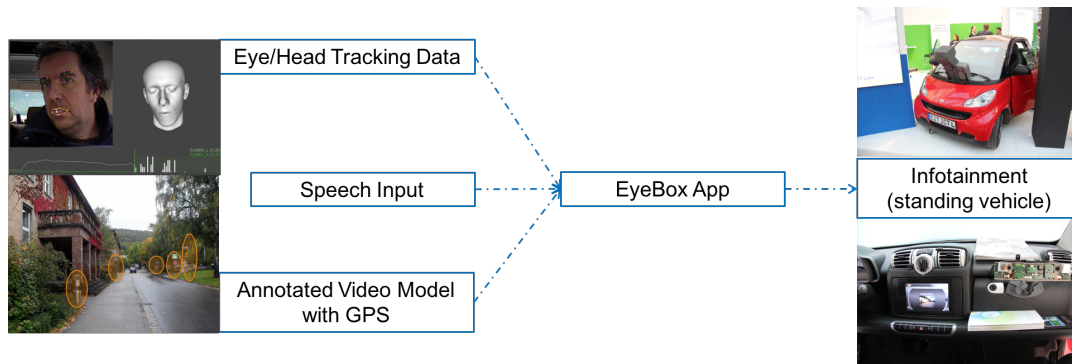 Eye/Head Tracking Data
Speech Input
Annotated Video Model
with GPS
EyeBox App
Infotainment
(standing vehicle)